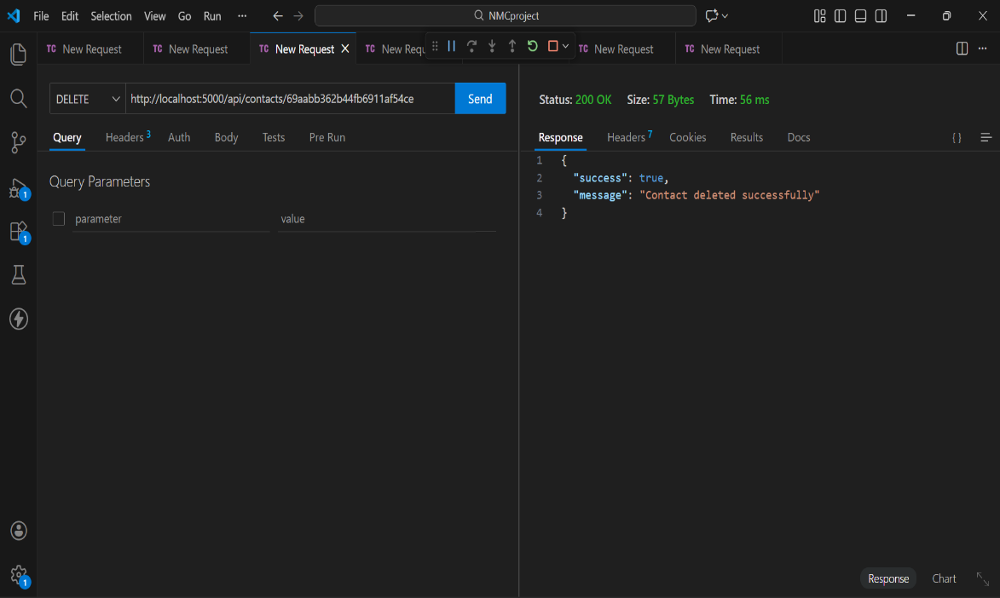 File Edit Selection View Go Run ··· NMCproject
TC New Request TC New Request TC New Request TC New Requ TC New Request TC New Request
DELETE http://localhost:5000/api/contacts/69aabb362b44fb6911af54ce Send
Status: 200 OK Size: 57 Bytes Time: 56 ms
Query Headers 3 Auth Body Tests Pre Run
Response Headers 7 Cookies Results Docs { }
Query Parameters
parameter value
1 {
2 "success": true,
3 "message": "Contact deleted successfully"
4 }
1
1
1
Response Chart